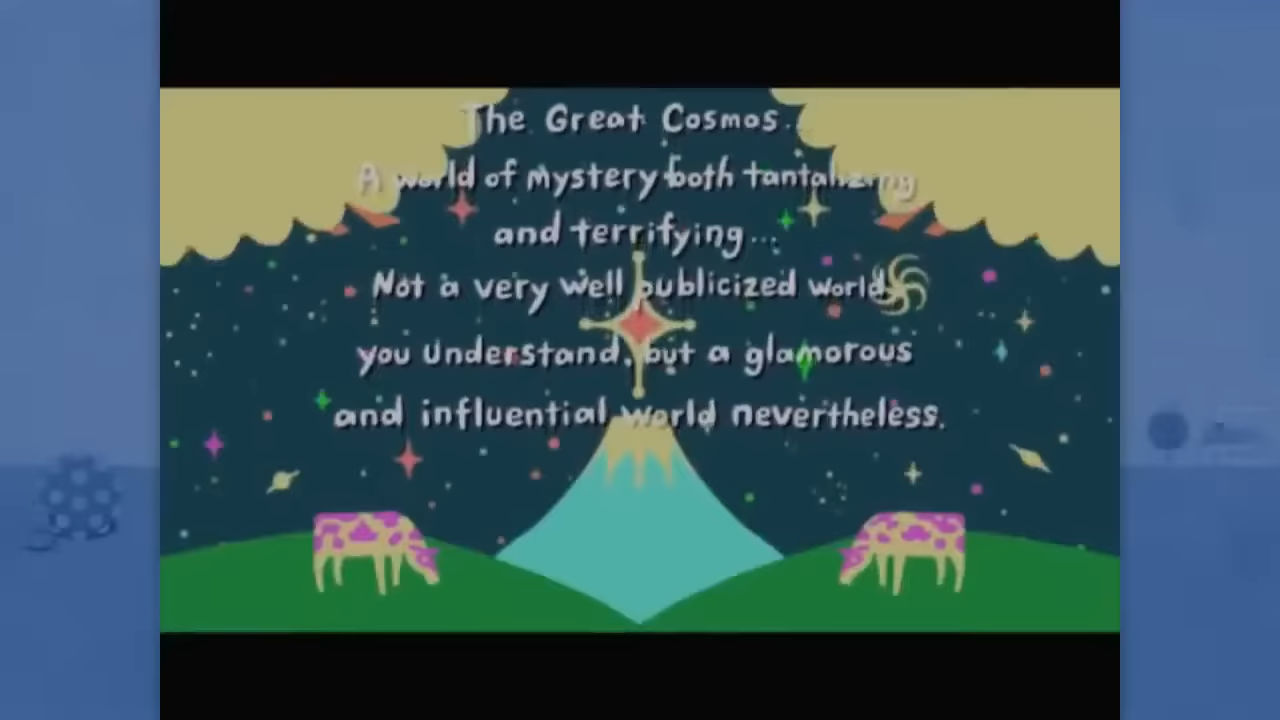 The Great Cosmos...
A world of mystery both tantalizing
and terrifying...
Not a very well publicized world,
you understand, but a glamorous
and influential world nevertheless.